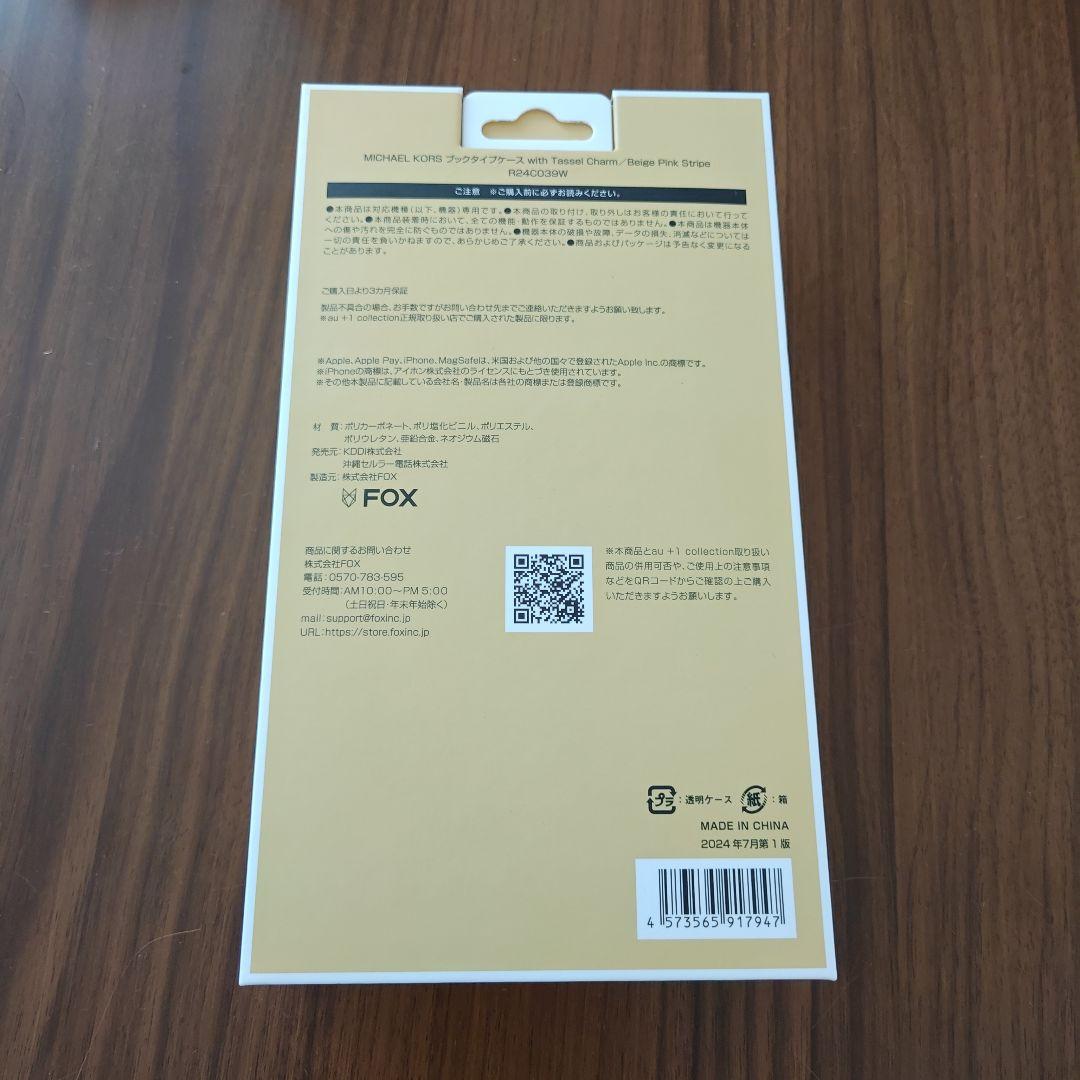 MICHAEL KORS ブックタイプケース with Tassel Charm／Beige Pink Stripe
R24C039W
ご注意　※ご購入前に必ずお読みください。
●本商品は対応機種(以下、機器)専用です。●本商品の取り付け、取り外しはお客様の責任において行って
ください。●本商品装着時において、全ての機能・動作を保証するものではありません。●本商品は機器本体
への傷や汚れを完全に防ぐものではありません。●機器本体の破損や故障、データの損失、消滅などについては
一切の責任を負いかねますので、あらかじめご了承ください。●商品およびパッケージは予告なく変更になる
ことがあります。
ご購入日より3カ月保証
製品不具合の場合、お手数ですがお問い合わせ先までご連絡いただきますようお願い致します。
※au +1 collection正規取り扱い店でご購入された製品に限ります。
※Apple、Apple Pay、iPhone、MagSafeは、米国および他の国々で登録されたApple Inc.の商標です。
※iPhoneの商標は、アイホン株式会社のライセンスにもとづき使用されています。
※その他本製品に記載している会社名・製品名は各社の商標または登録商標です。
材　質：ポリカーボネート、ポリ塩化ビニル、ポリエステル、
ポリウレタン、亜鉛合金、ネオジウム磁石
発売元：KDDI株式会社
沖縄セルラー電話株式会社
製造元：株式会社FOX
FOX
商品に関するお問い合わせ
株式会社FOX
電話：0570-783-595
受付時間：AM10:00～PM5:00
(土日祝日・年末年始除く)
mail：support@foxinc.jp
URL：https://store.foxinc.jp
※本商品とau +1 collection取り扱い
商品の併用可否や、ご使用上の注意事項
などをQRコードからご確認の上ご購入
いただきますようお願いします。
プラ：透明ケース 紙：箱
MADE IN CHINA
2024年7月第1版
4 573565 917947